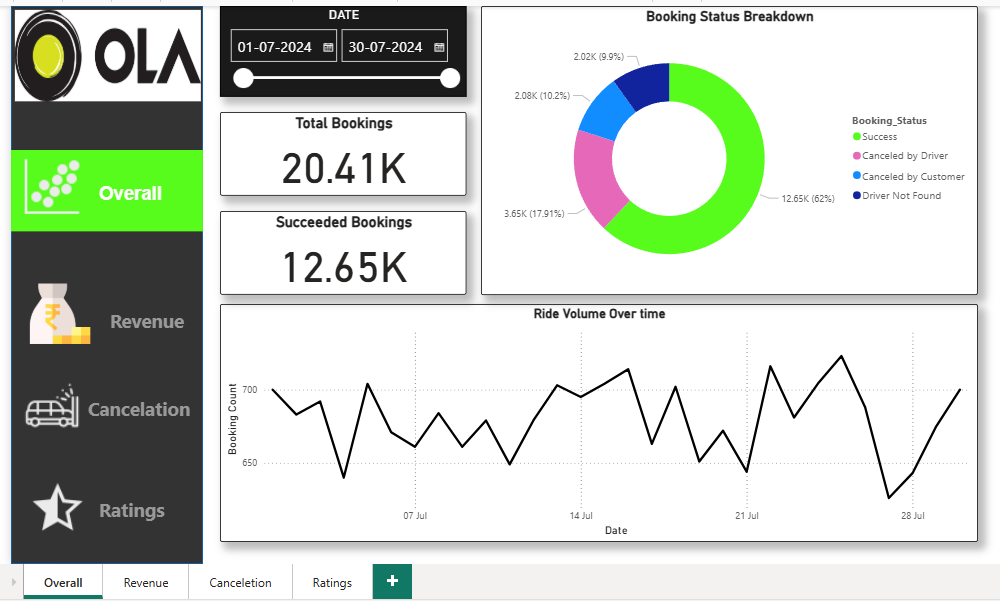 OLA
Overall
Revenue
Cancelation
Ratings
DATE
01-07-2024
30-07-2024
Total Bookings
20.41K
Succeeded Bookings
12.65K
Booking Status Breakdown
2.02K (9.9%)
2.08K (10.2%)
3.65K (17.91%)
12.65K (62%)
Booking_Status
Success
Canceled by Driver
Canceled by Customer
Driver Not Found
Ride Volume Over time
Booking Count
700
650
07 Jul
14 Jul
21 Jul
28 Jul
Date
Overall
Revenue
Canceletion
Ratings
+